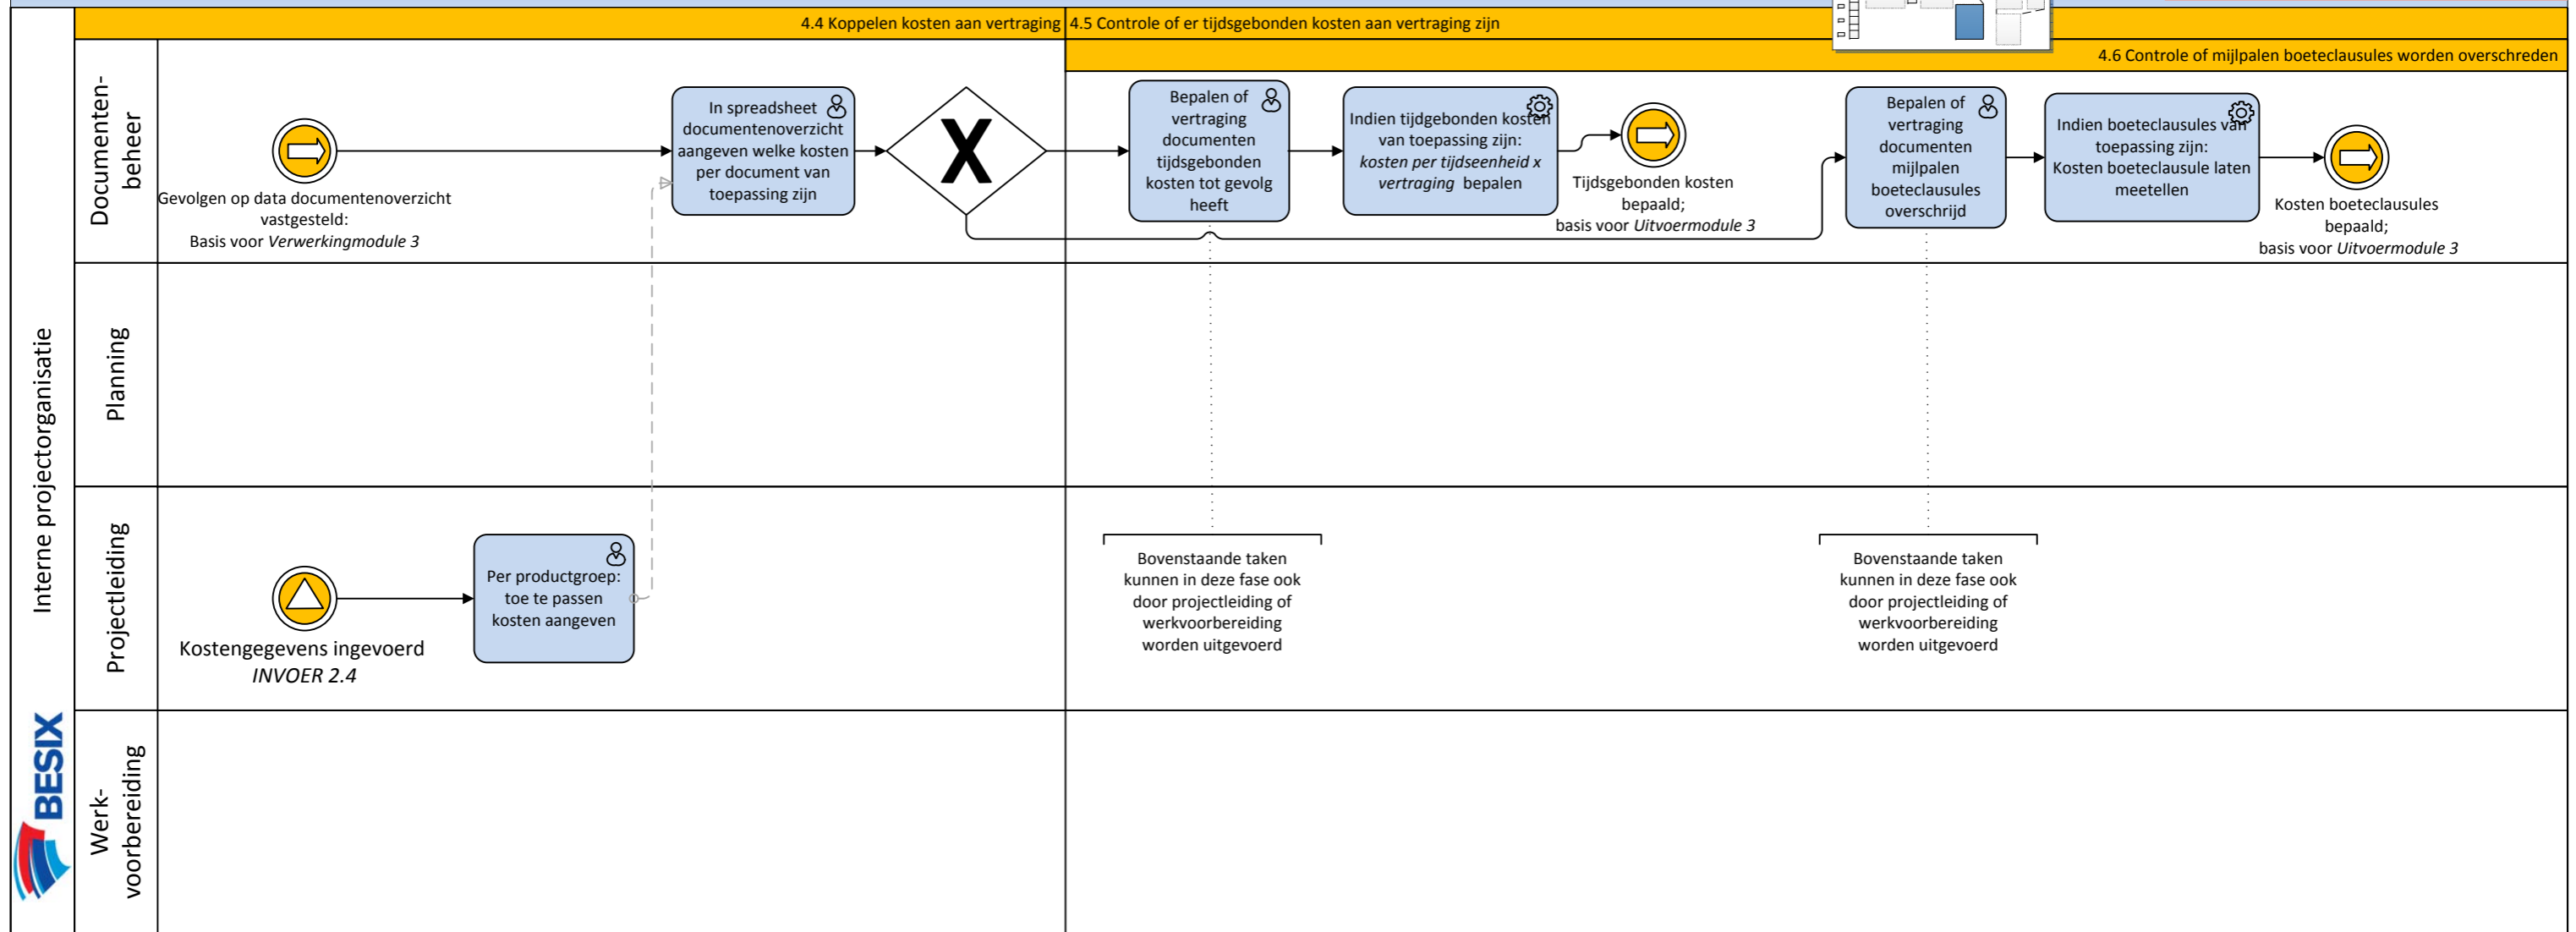 4.4 Koppelen kosten aan vertraging
4.5 Controle of er tijdsgebonden kosten aan vertraging zijn
4.6 Controle of mijlpalen boeteclausules worden overschreden
Interne projectorganisatie
BESIX
Documenten-
beheer
Gevolgen op data documentenoverzicht
vastgesteld:
Basis voor Verwerkingmodule 3
In spreadsheet
documentenoverzicht
aangeven welke kosten
per document van
toepassing zijn
X
Bepalen of
vertraging
documenten
tijdsgebonden
kosten tot gevolg
heeft
Indien tijdgebonden kosten
van toepassing zijn:
kosten per tijdseenheid x
vertraging bepalen
Tijdsgebonden kosten
bepaald;
basis voor Uitvoermodule 3
Bepalen of
vertraging
documenten
mijlpalen
boeteclausules
overschrijd
Indien boeteclausules van
toepassing zijn:
Kosten boeteclausule laten
meetellen
Kosten boeteclausules
bepaald;
basis voor Uitvoermodule 3
Planning
Projectleiding
Kostengegevens ingevoerd
INVOER 2.4
Per productgroep:
toe te passen
kosten aangeven
Bovenstaande taken
kunnen in deze fase ook
door projectleiding of
werkvoorbereiding
worden uitgevoerd
Bovenstaande taken
kunnen in deze fase ook
door projectleiding of
werkvoorbereiding
worden uitgevoerd
Werk-
voorbereiding